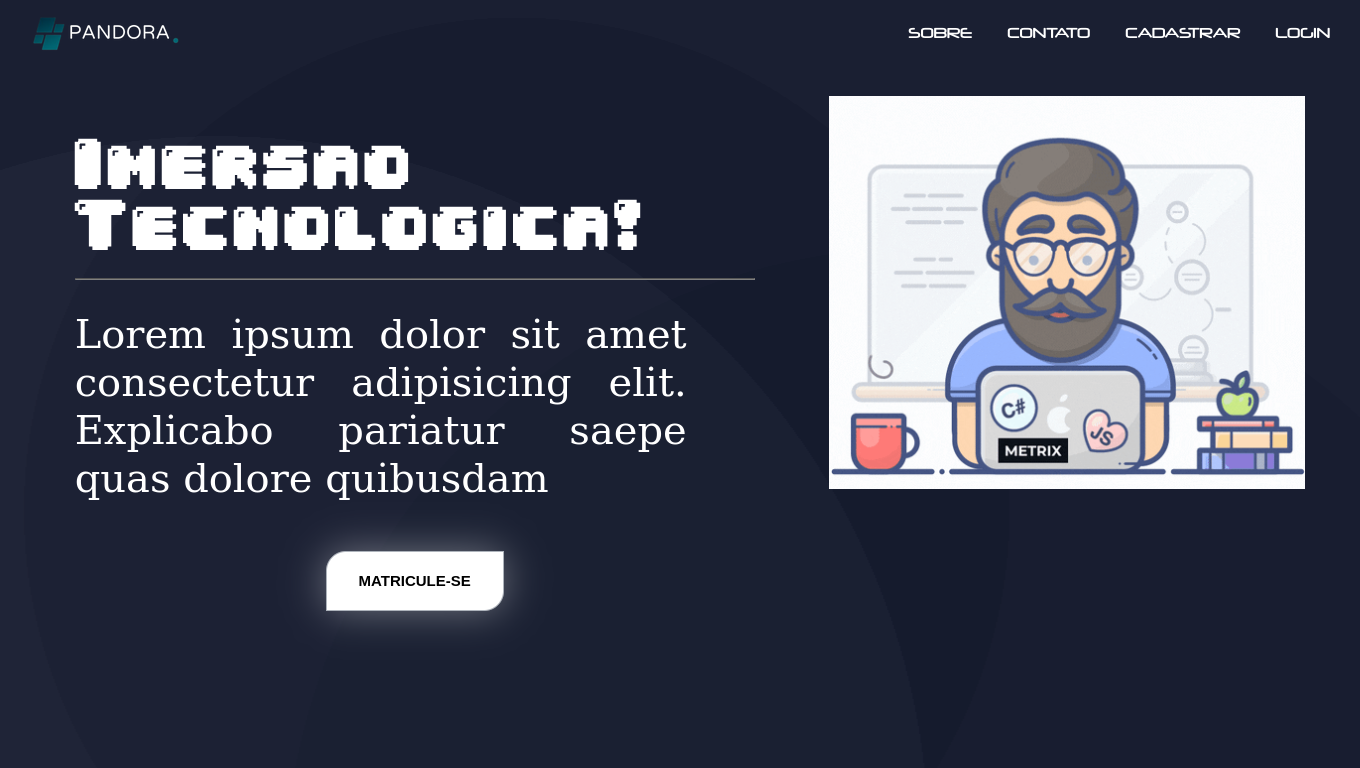 PANDORA.
SOBRE CONTATO CADASTRAR LOGIN
IMERSAO
TECNOLOGICA!
Lorem ipsum dolor sit amet
consectetur adipisicing elit.
Explicabo pariatur saepe
quas dolore quibusdam
MATRICULE-SE
C#
JS
METRIX